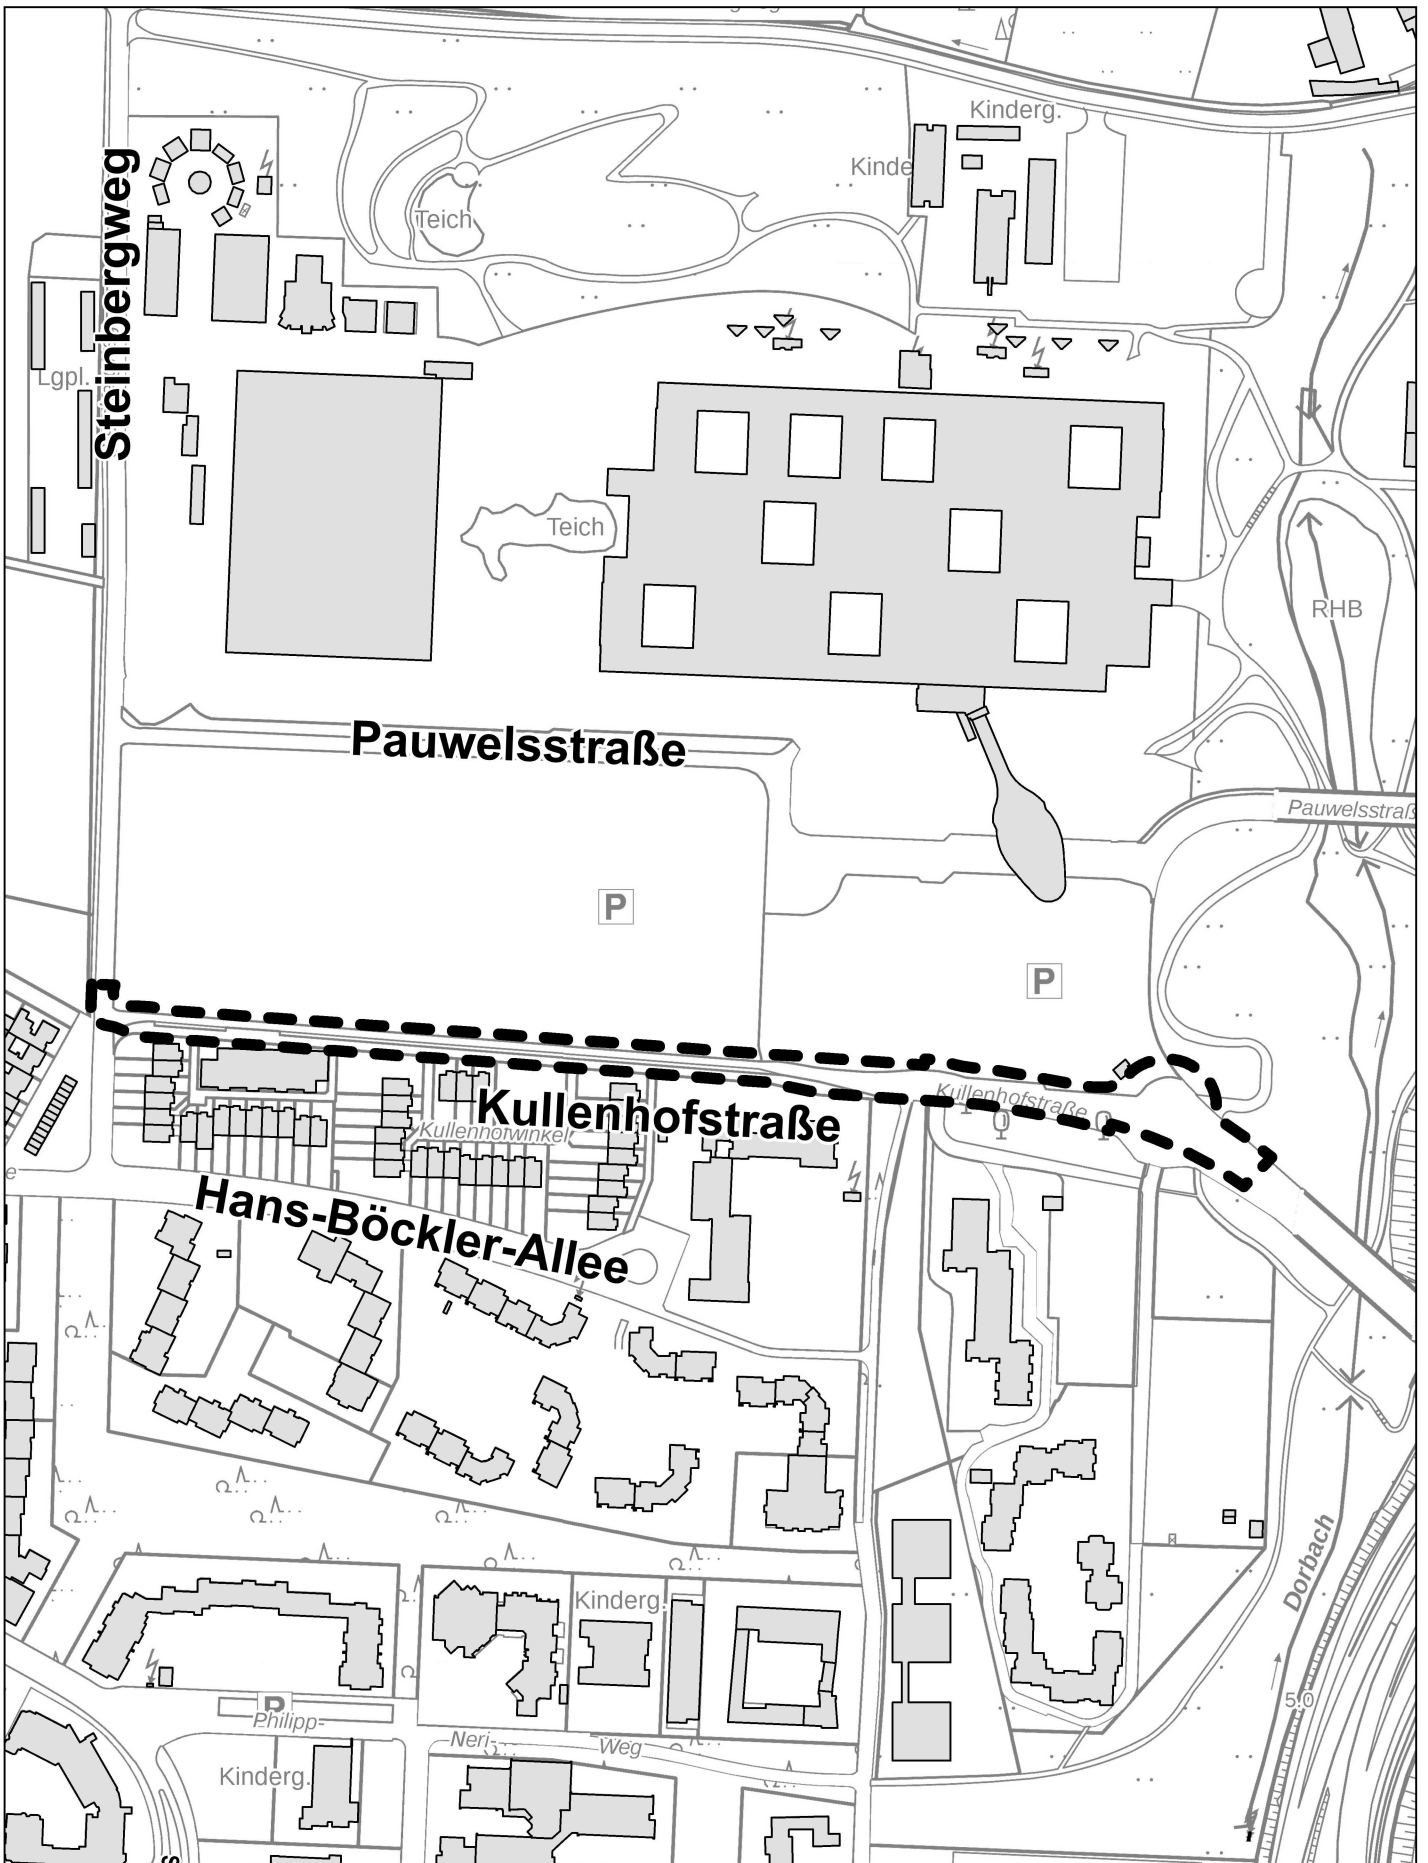 Kinderg.
Kinde
Steinbergweg
Teich
Lgpl.
Teich
RHB
Pauwelsstraße
Pauwelsstraß
P
P
Kullenhofstraße
Kullenhofstraße
Kullenhofwinkel
e
Hans-Böckler-Allee
Dorbach
Kinderg.
5.0
P
Philipp-
Neri-
Weg
Kinderg.